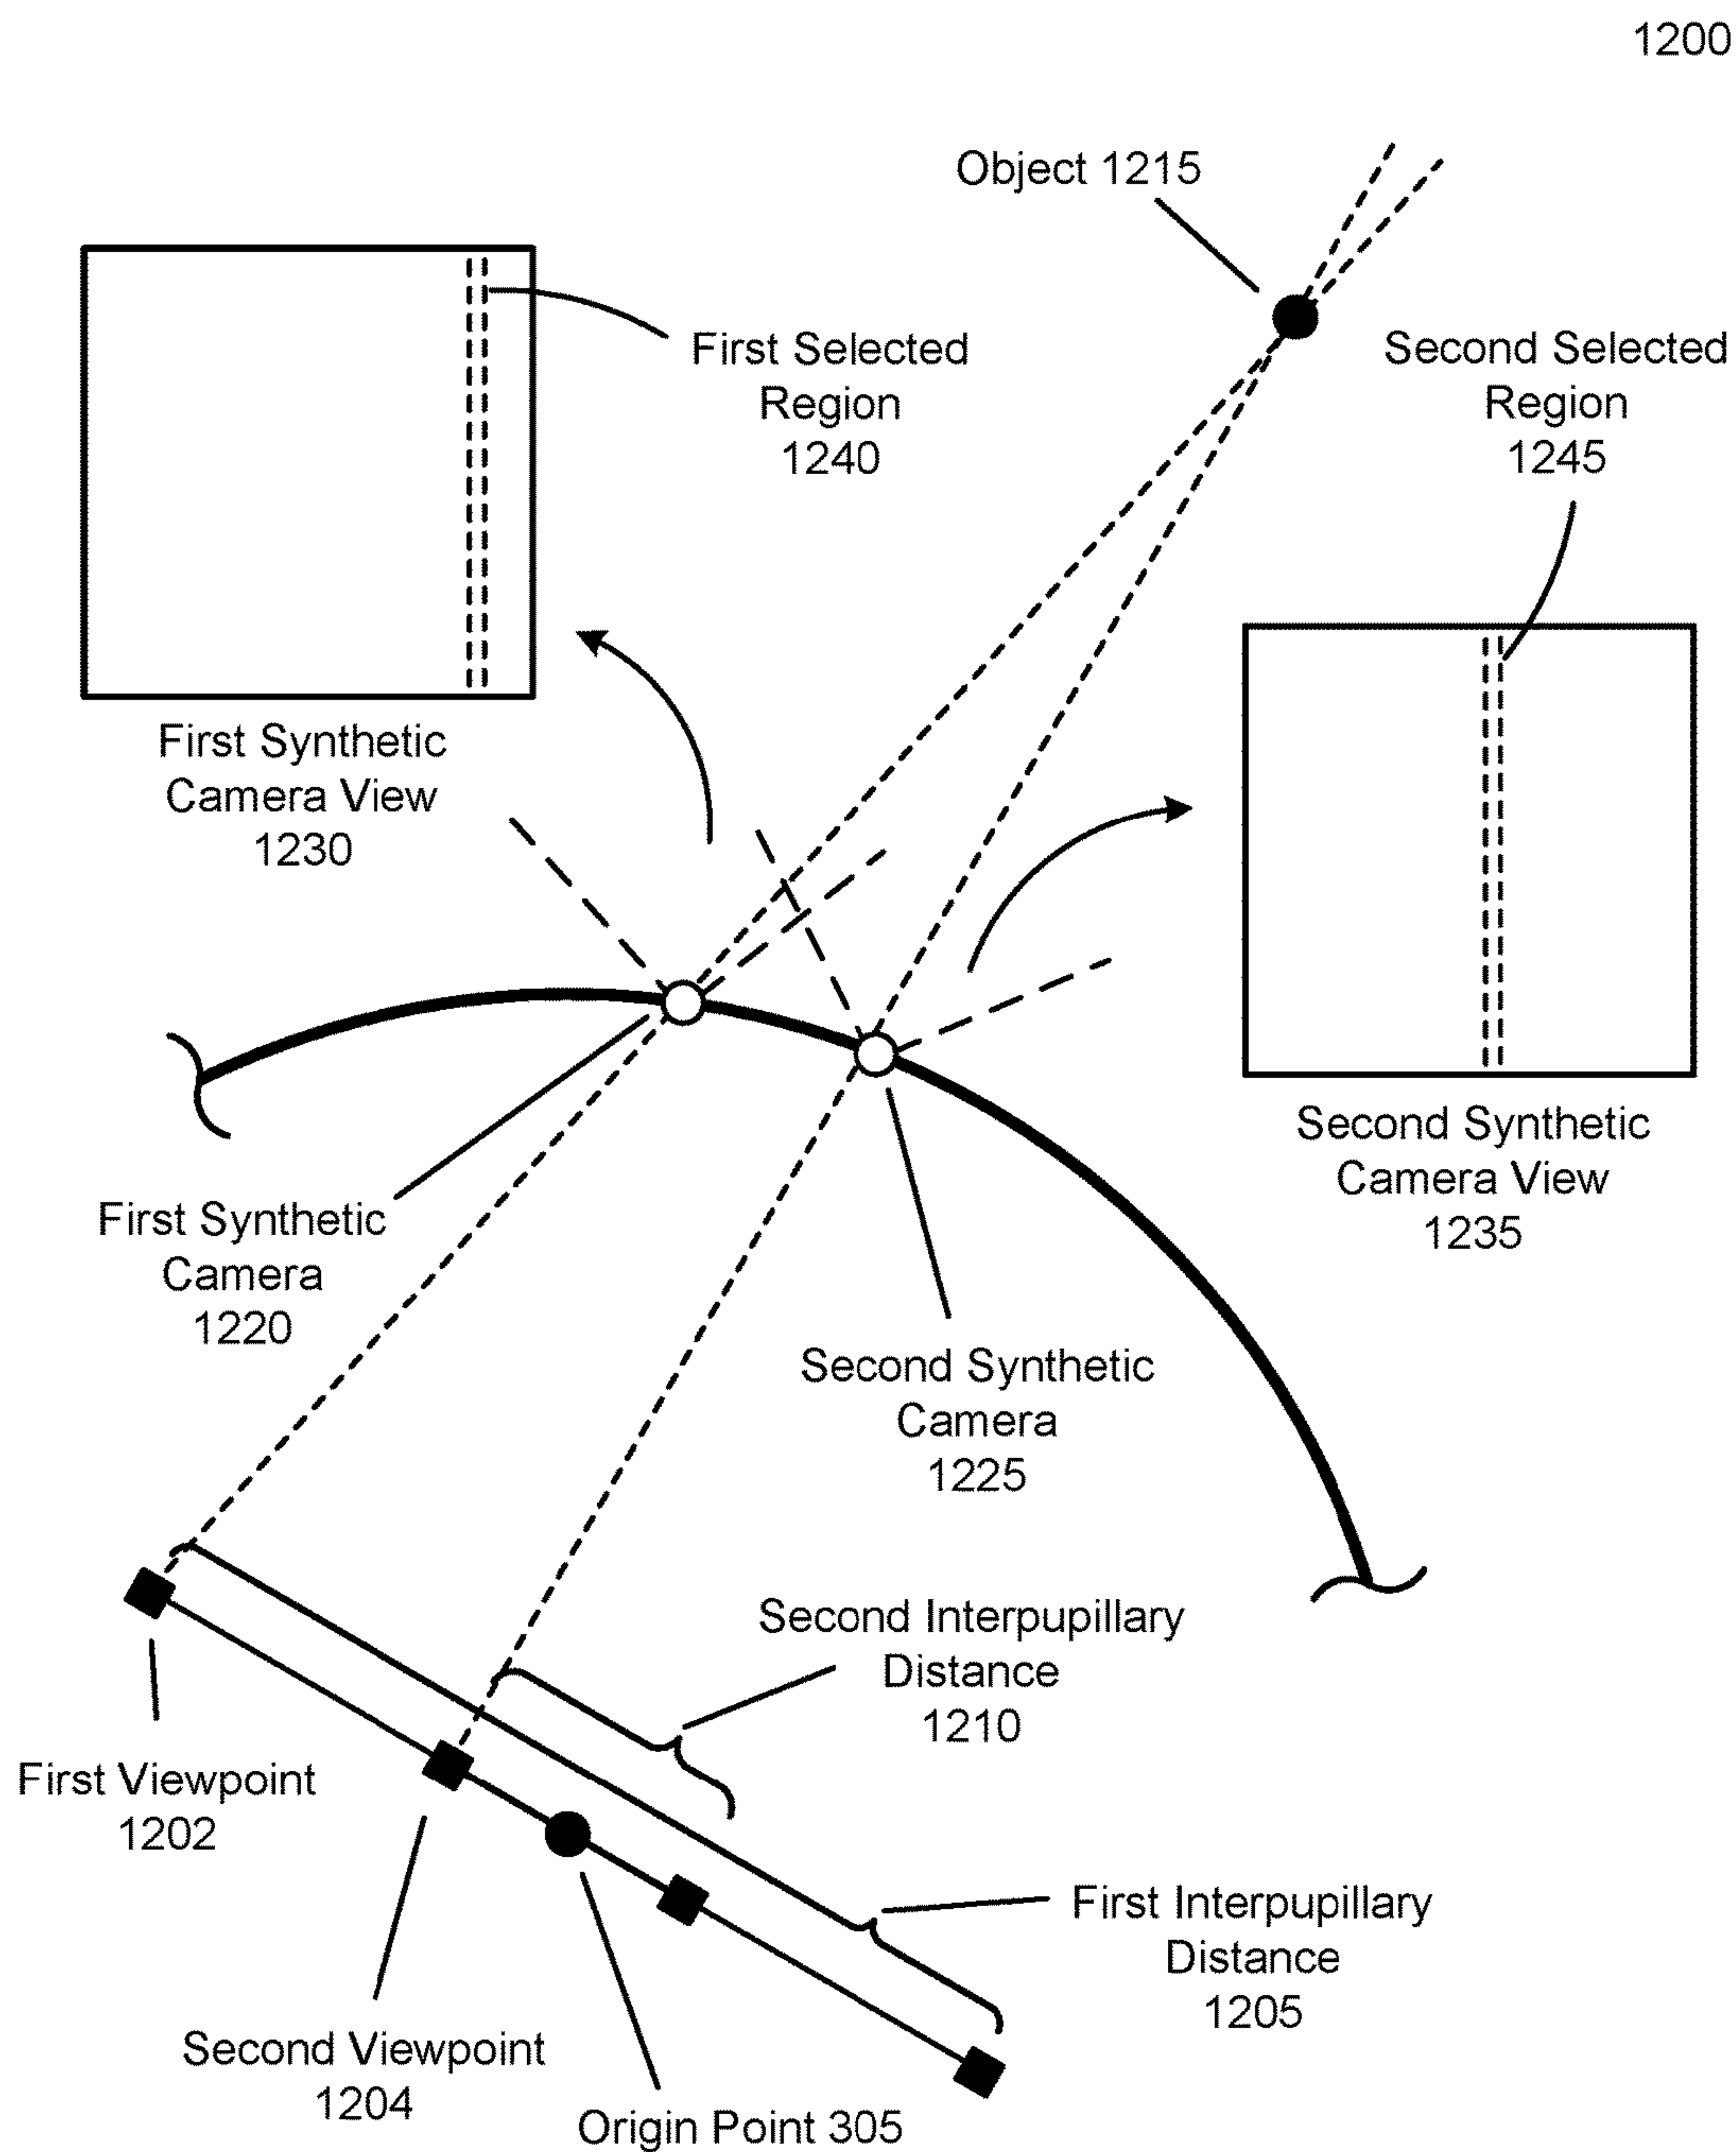 1200
Object 1215
First Selected
Region
1240
Second Selected
Region
1245
First Synthetic
Camera View
1230
Second Synthetic
Camera View
1235
First Synthetic
Camera
1220
Second Synthetic
Camera
1225
Second Interpupillary
Distance
1210
First Viewpoint
1202
First Interpupillary
Distance
1205
Second Viewpoint
1204
Origin Point 305